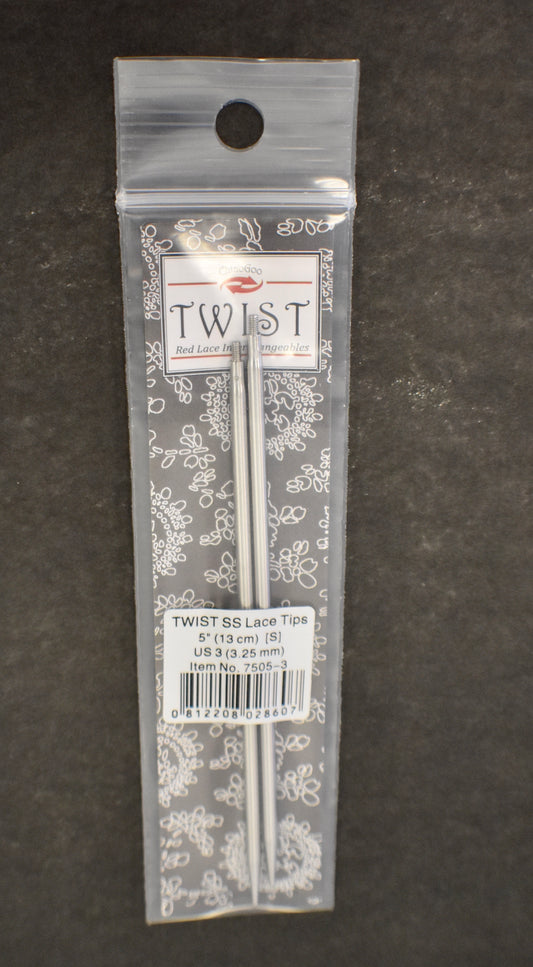 ChiaoGoo
TWIST
Red Lace Interchangeables
TWIST SS Lace Tips
5" (13 cm) [S]
US 3 (3.25 mm)
Item No. 7505-3
0 812208 028607